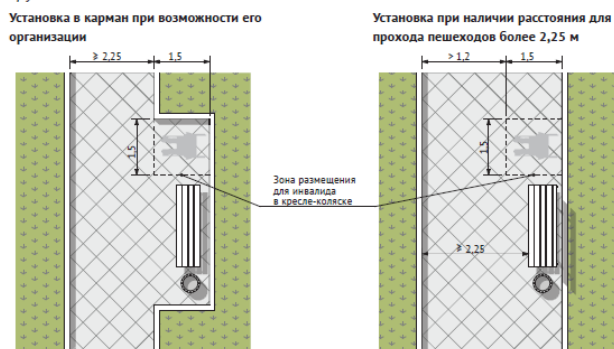 Установка в карман при возможности его
организации
Установка при наличии расстояния для
прохода пешеходов более 2,25 м
⩾ 2,25
1,5
> 1,2
1,5
1,5
1,5
Зона размещения
для инвалида
в кресле-коляске
⩾ 2,25